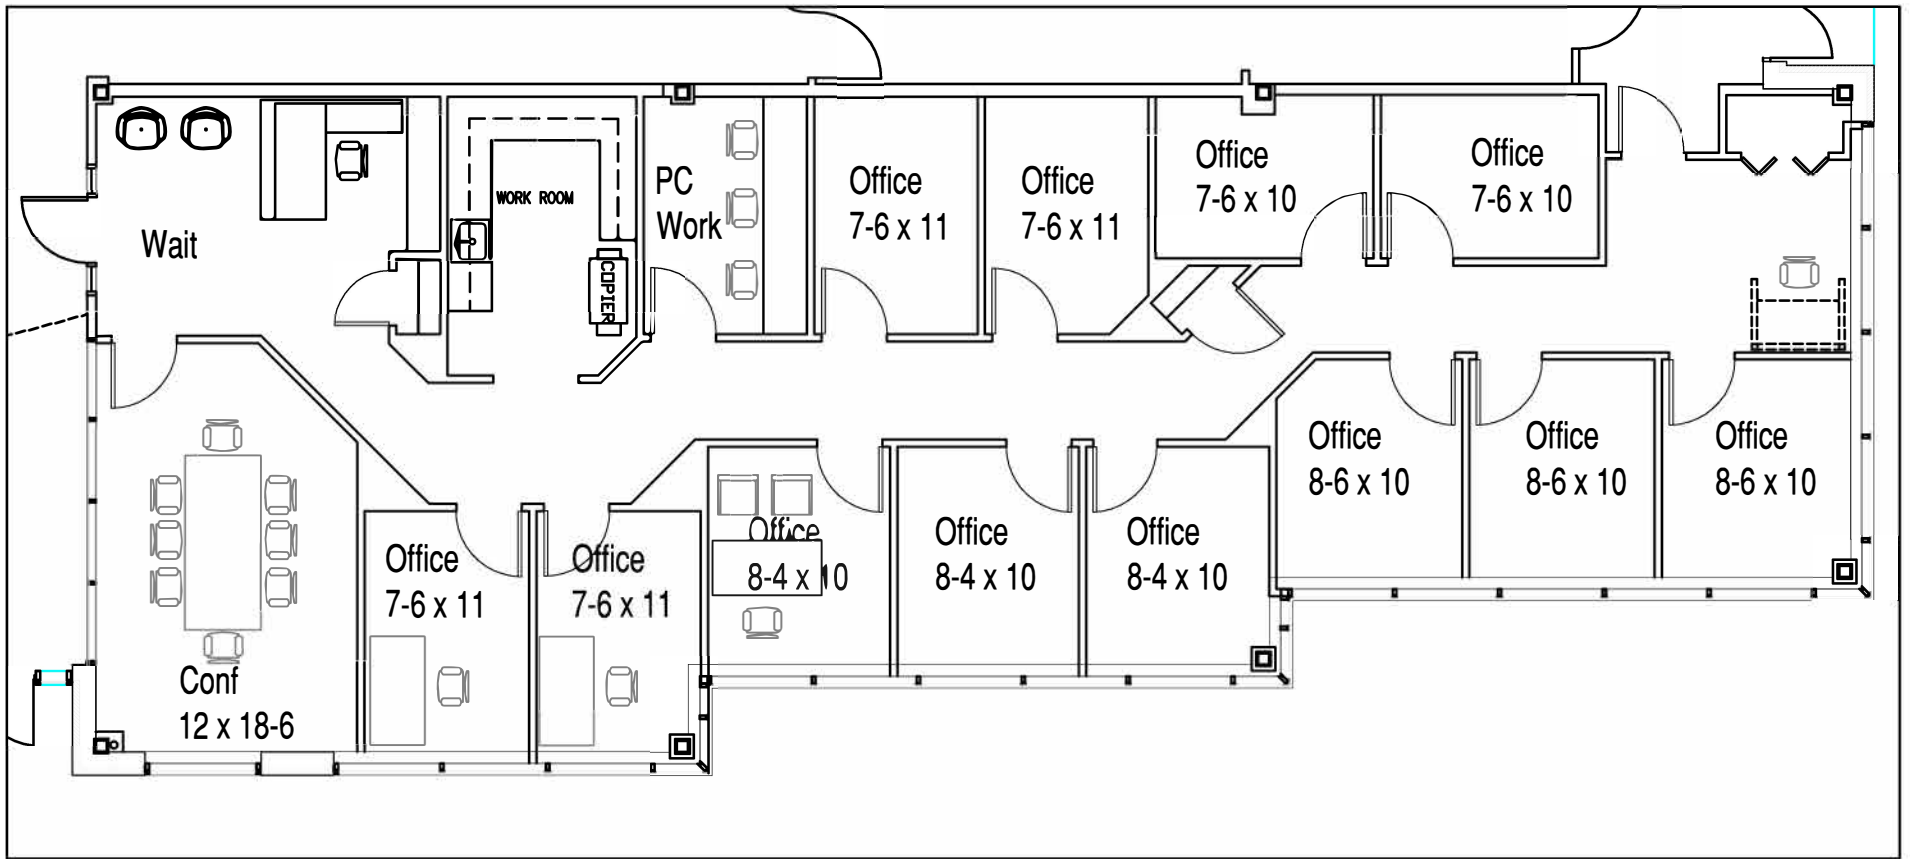 Wait
WORK ROOM
COPIER
PC
Work
Office
7-6 x 11
Office
7-6 x 11
Office
7-6 x 10
Office
7-6 x 10
Conf
12 x 18-6
Office
7-6 x 11
Office
7-6 x 11
Office
8-4 x 10
Office
8-4 x 10
Office
8-4 x 10
Office
8-6 x 10
Office
8-6 x 10
Office
8-6 x 10